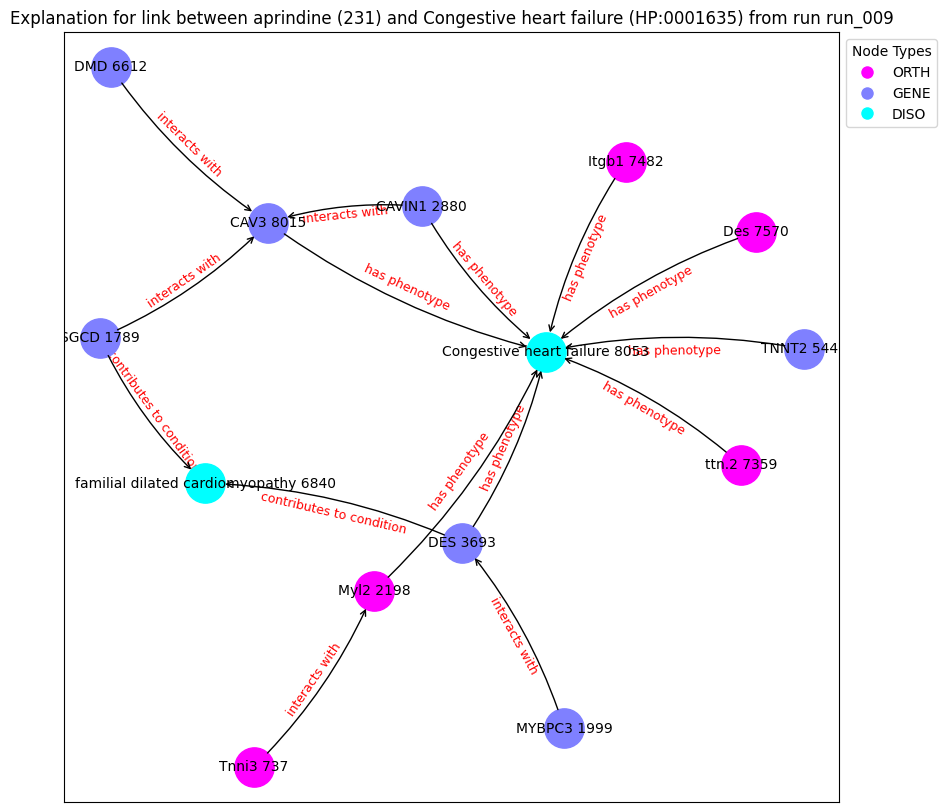 Explanation for link between aprindine (231) and Congestive heart failure (HP:0001635) from run run_009
Node Types
ORTH
GENE
DISO
DMD 6612
interacts with
Itgb1 7482
CAVIN1 2880
interacts with
CAV3 8015
Des 7570
has phenotype
has phenotype
has phenotype
interacts with
has phenotype
SGCD 1789
Congestive heart failure 8053
has phenotype
TNNT2 544
contributes to condition
has phenotype
has phenotype
has phenotype
ttn.2 7359
familial dilated cardiomyopathy 6840
contributes to condition
DES 3693
Myl2 2198
interacts with
interacts with
MYBPC3 1999
Tnni3 737